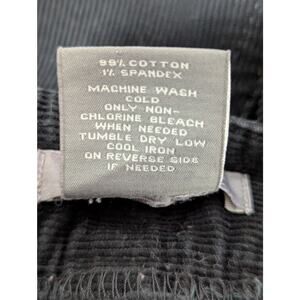 99% COTTON
1% SPANDEX
MACHINE WASH
COLD
ONLY NON-
CHLORINE BLEACH
WHEN NEEDED
TUMBLE DRY LOW
COOL IRON
ON REVERSE SIDE
IF NEEDED